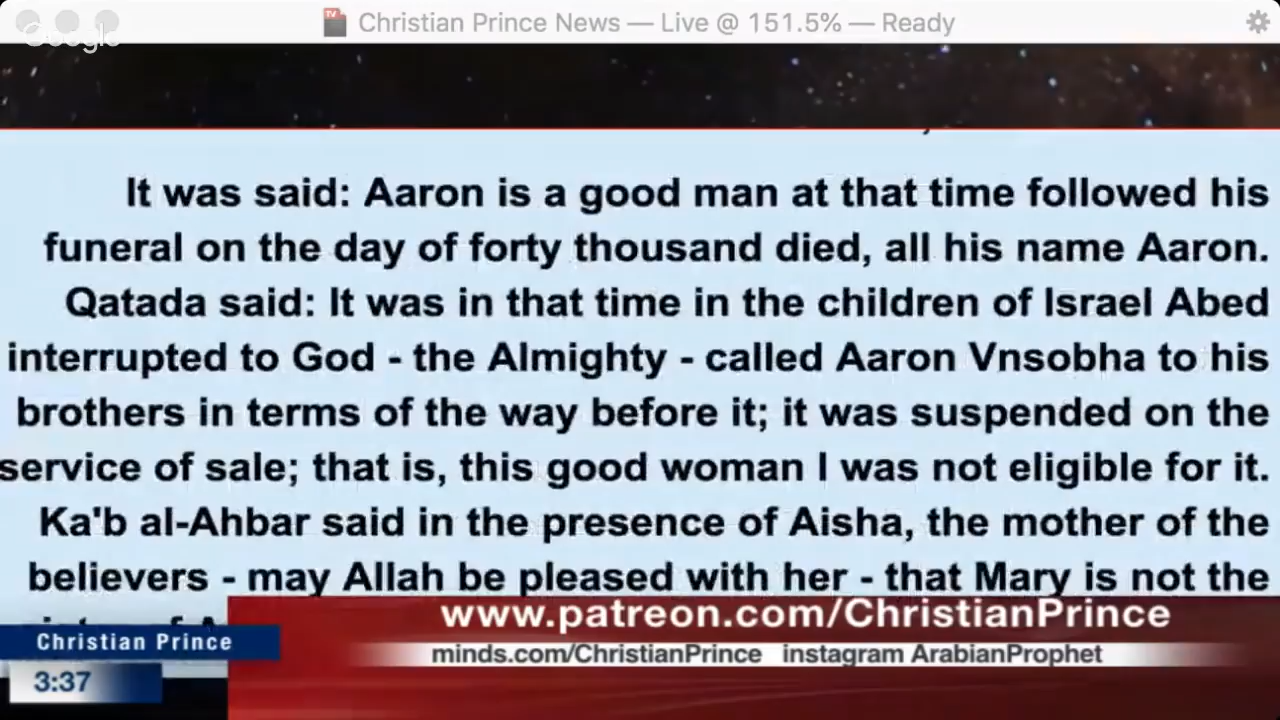 Christian Prince News — Live @ 151.5% — Ready
Google
It was said: Aaron is a good man at that time followed his
funeral on the day of forty thousand died, all his name Aaron.
Qatada said: It was in that time in the children of Israel Abed
interrupted to God - the Almighty - called Aaron Vnsobha to his
brothers in terms of the way before it; it was suspended on the
service of sale; that is, this good woman I was not eligible for it.
Ka'b al-Ahbar said in the presence of Aisha, the mother of the
believers - may Allah be pleased with her - that Mary is not the
www.patreon.com/ChristianPrince
Christian Prince
minds.com/ChristianPrince instagram ArabianProphet
3:37